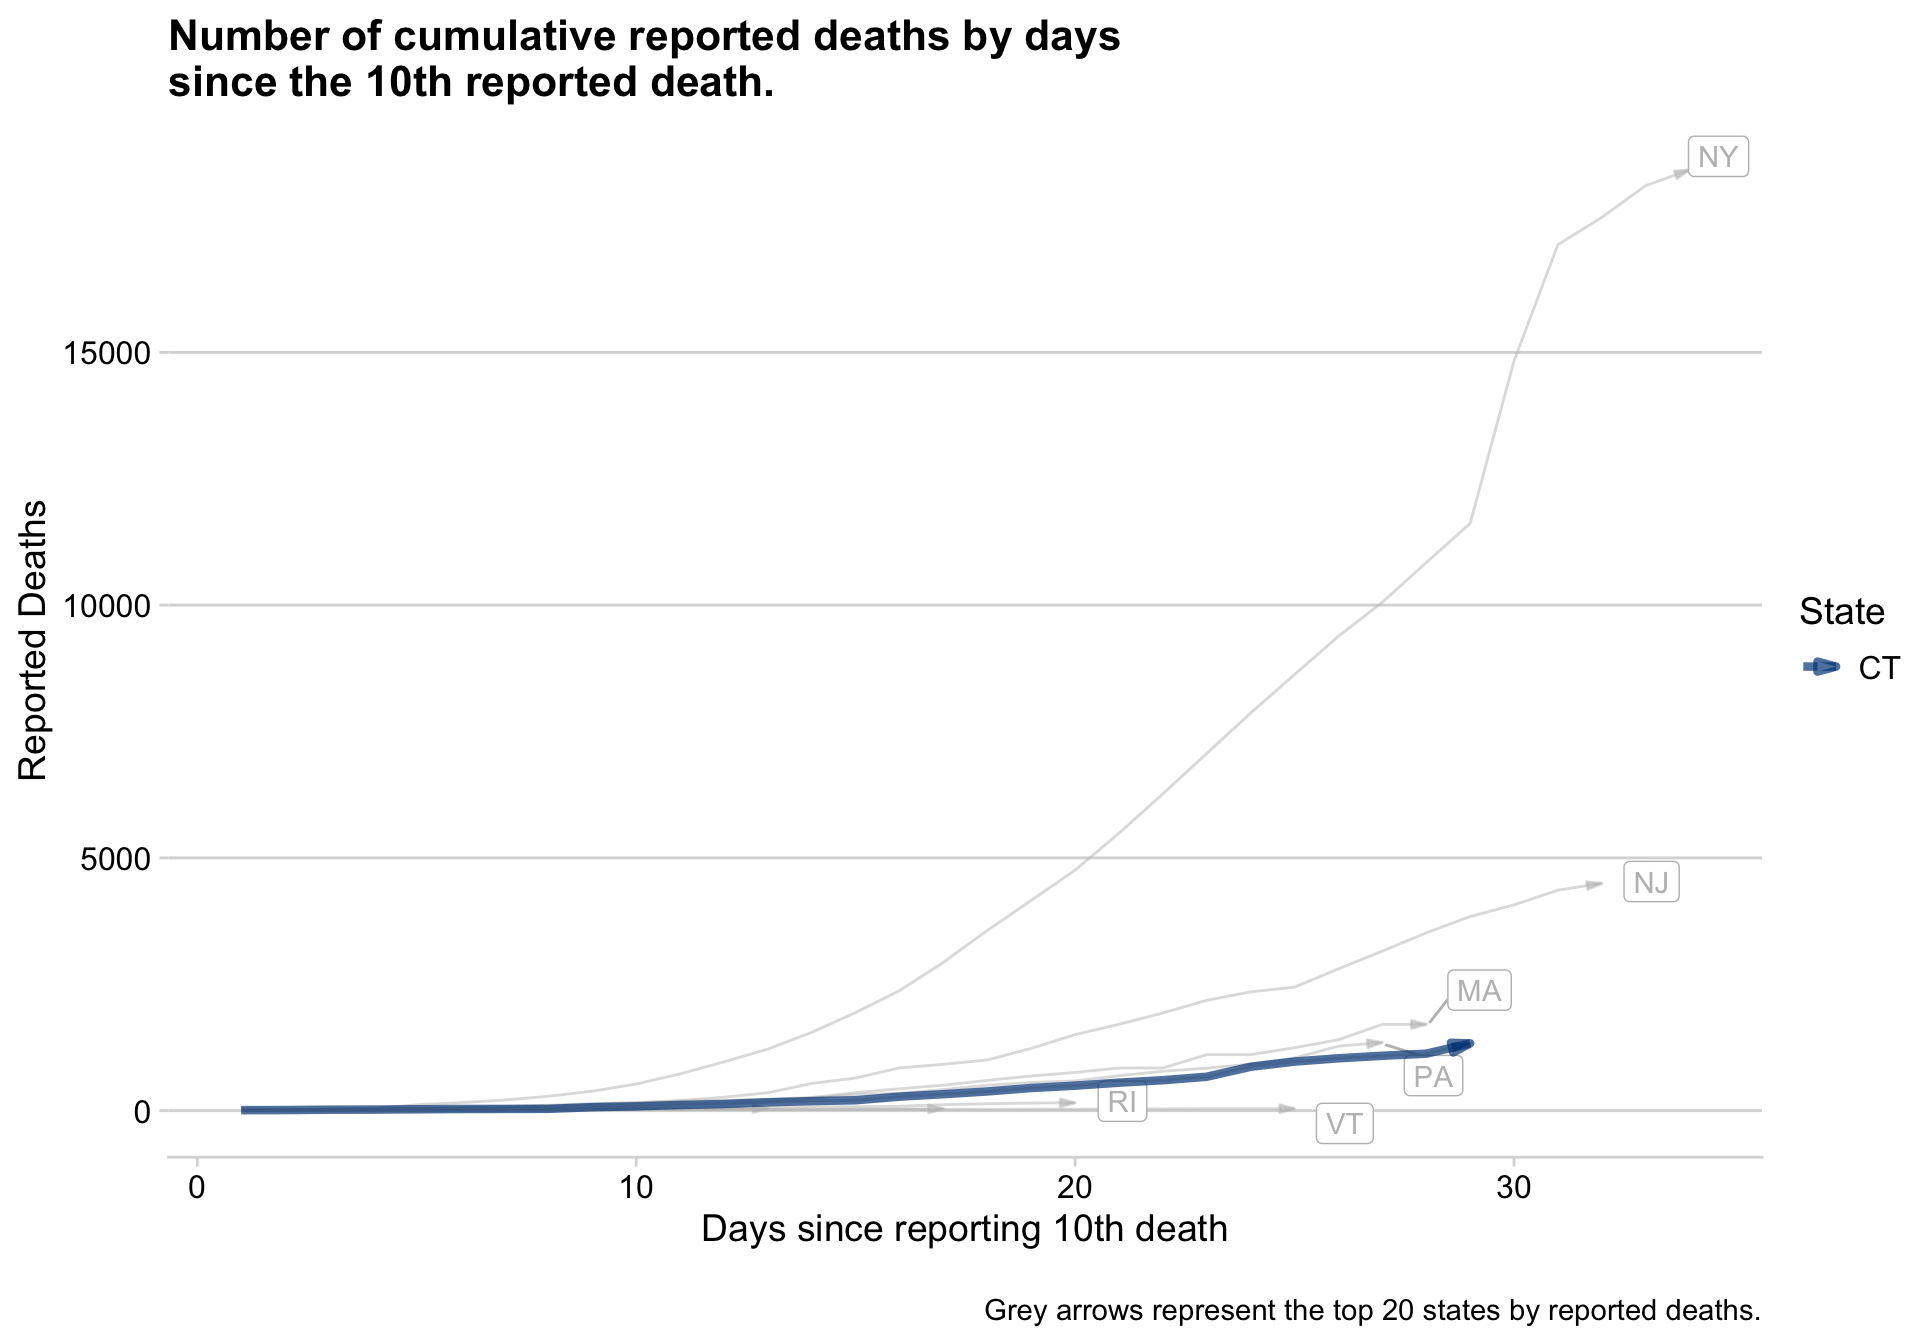 Number of cumulative reported deaths by days
since the 10th reported death.
NY
15000
10000
5000
0
Reported Deaths
State
CT
NJ
MA
PA
RI
VT
0 10 20 30
Days since reporting 10th death
Grey arrows represent the top 20 states by reported deaths.